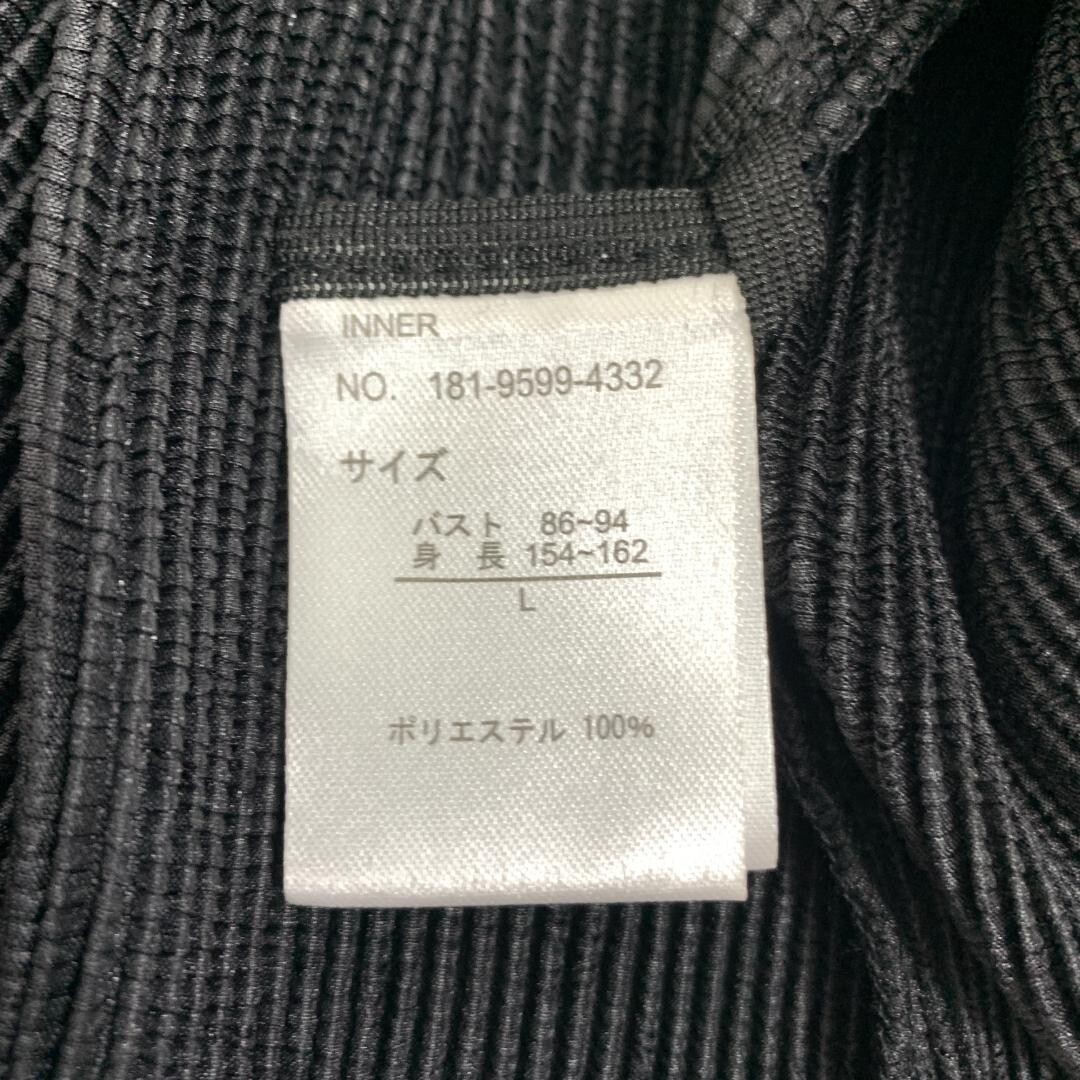 INNER
NO. 181-9599-4332
サイズ
バスト 86~94
身 長 154~162
L
ポリエステル 100%